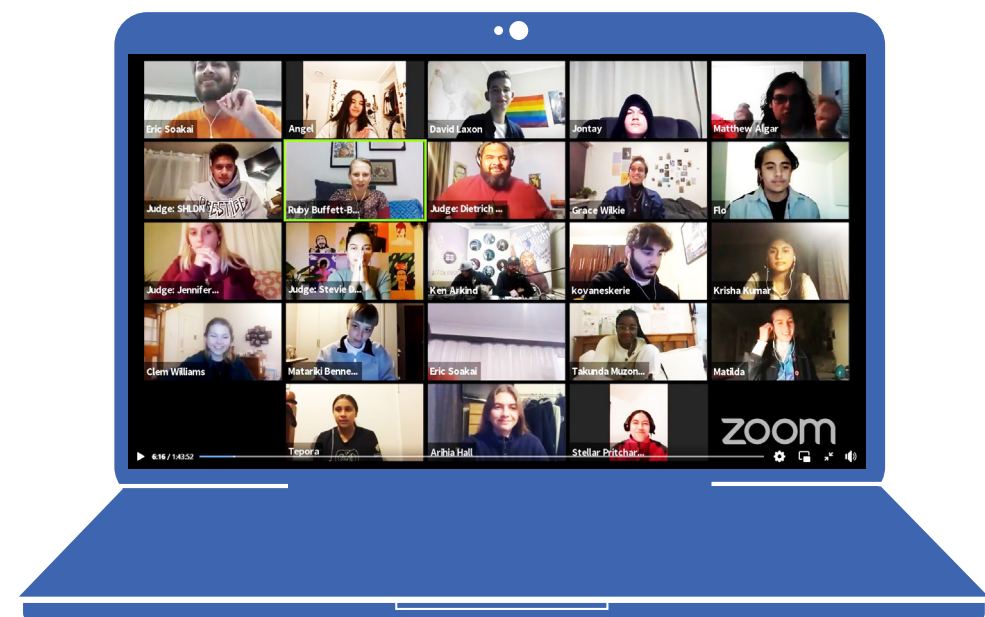 Eric Soakai
Angel
David Laxon
Jontay
Matthew Algar
Judge: SHLDN
PRESTIGE
Ruby Buffett-B...
Judge: Dietrich ...
Grace Wilkie
Flo
Judge: Jennifer...
Judge: Stevie D...
Ken Arkind
kovaneskerie
Krisha Kumar
Clem Williams
Matariki Benne...
Eric Soakai
Takunda Muzon...
Matilda
Tepora
Arihia Hall
Stellar Pritchar...
zoom
6:16 / 1:43:52